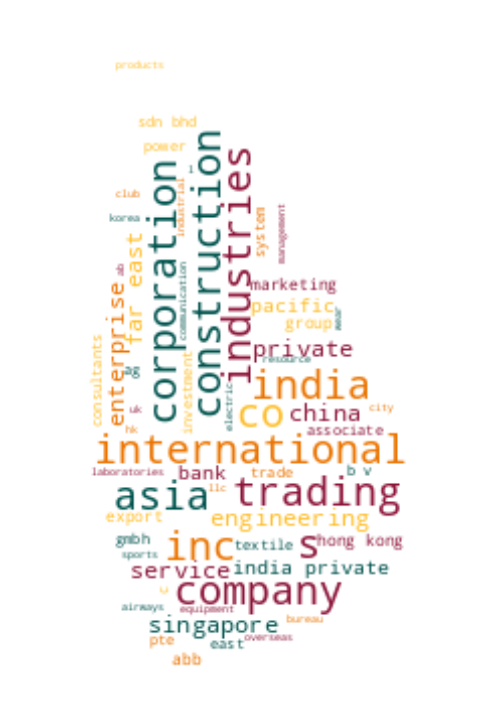 products
sdn bhd
power
i
corporation
construction
industries
industrial
club
korea
system
management
far east
ab
communication
enterprise
marketing
pacific
group
wear
private
resource
consultants
ag
investment
electric
india
co
china
city
uk
hk
associate
international
laboratories
bank
trade
b v
llc
asia
trading
export
engineering
gmbh
inc
textile
s
hong kong
sports
service
india private
c
company
airways
equipment
singapore
bureau
pte
east
overseas
abb